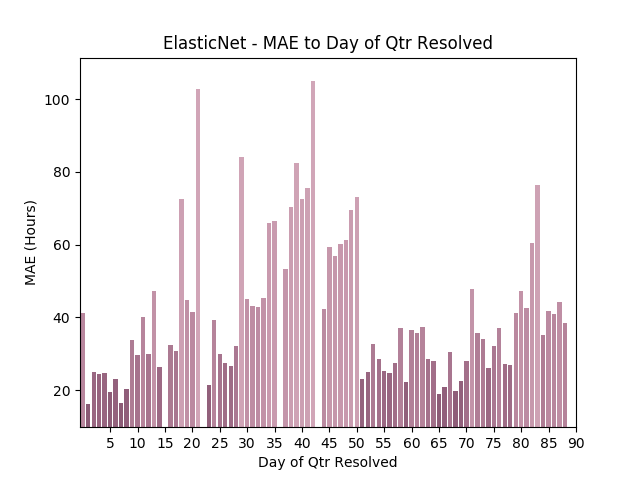 ElasticNet - MAE to Day of Qtr Resolved
MAE (Hours)
100
80
60
40
20
5 10 15 20 25 30 35 40 45 50 55 60 65 70 75 80 85 90
Day of Qtr Resolved